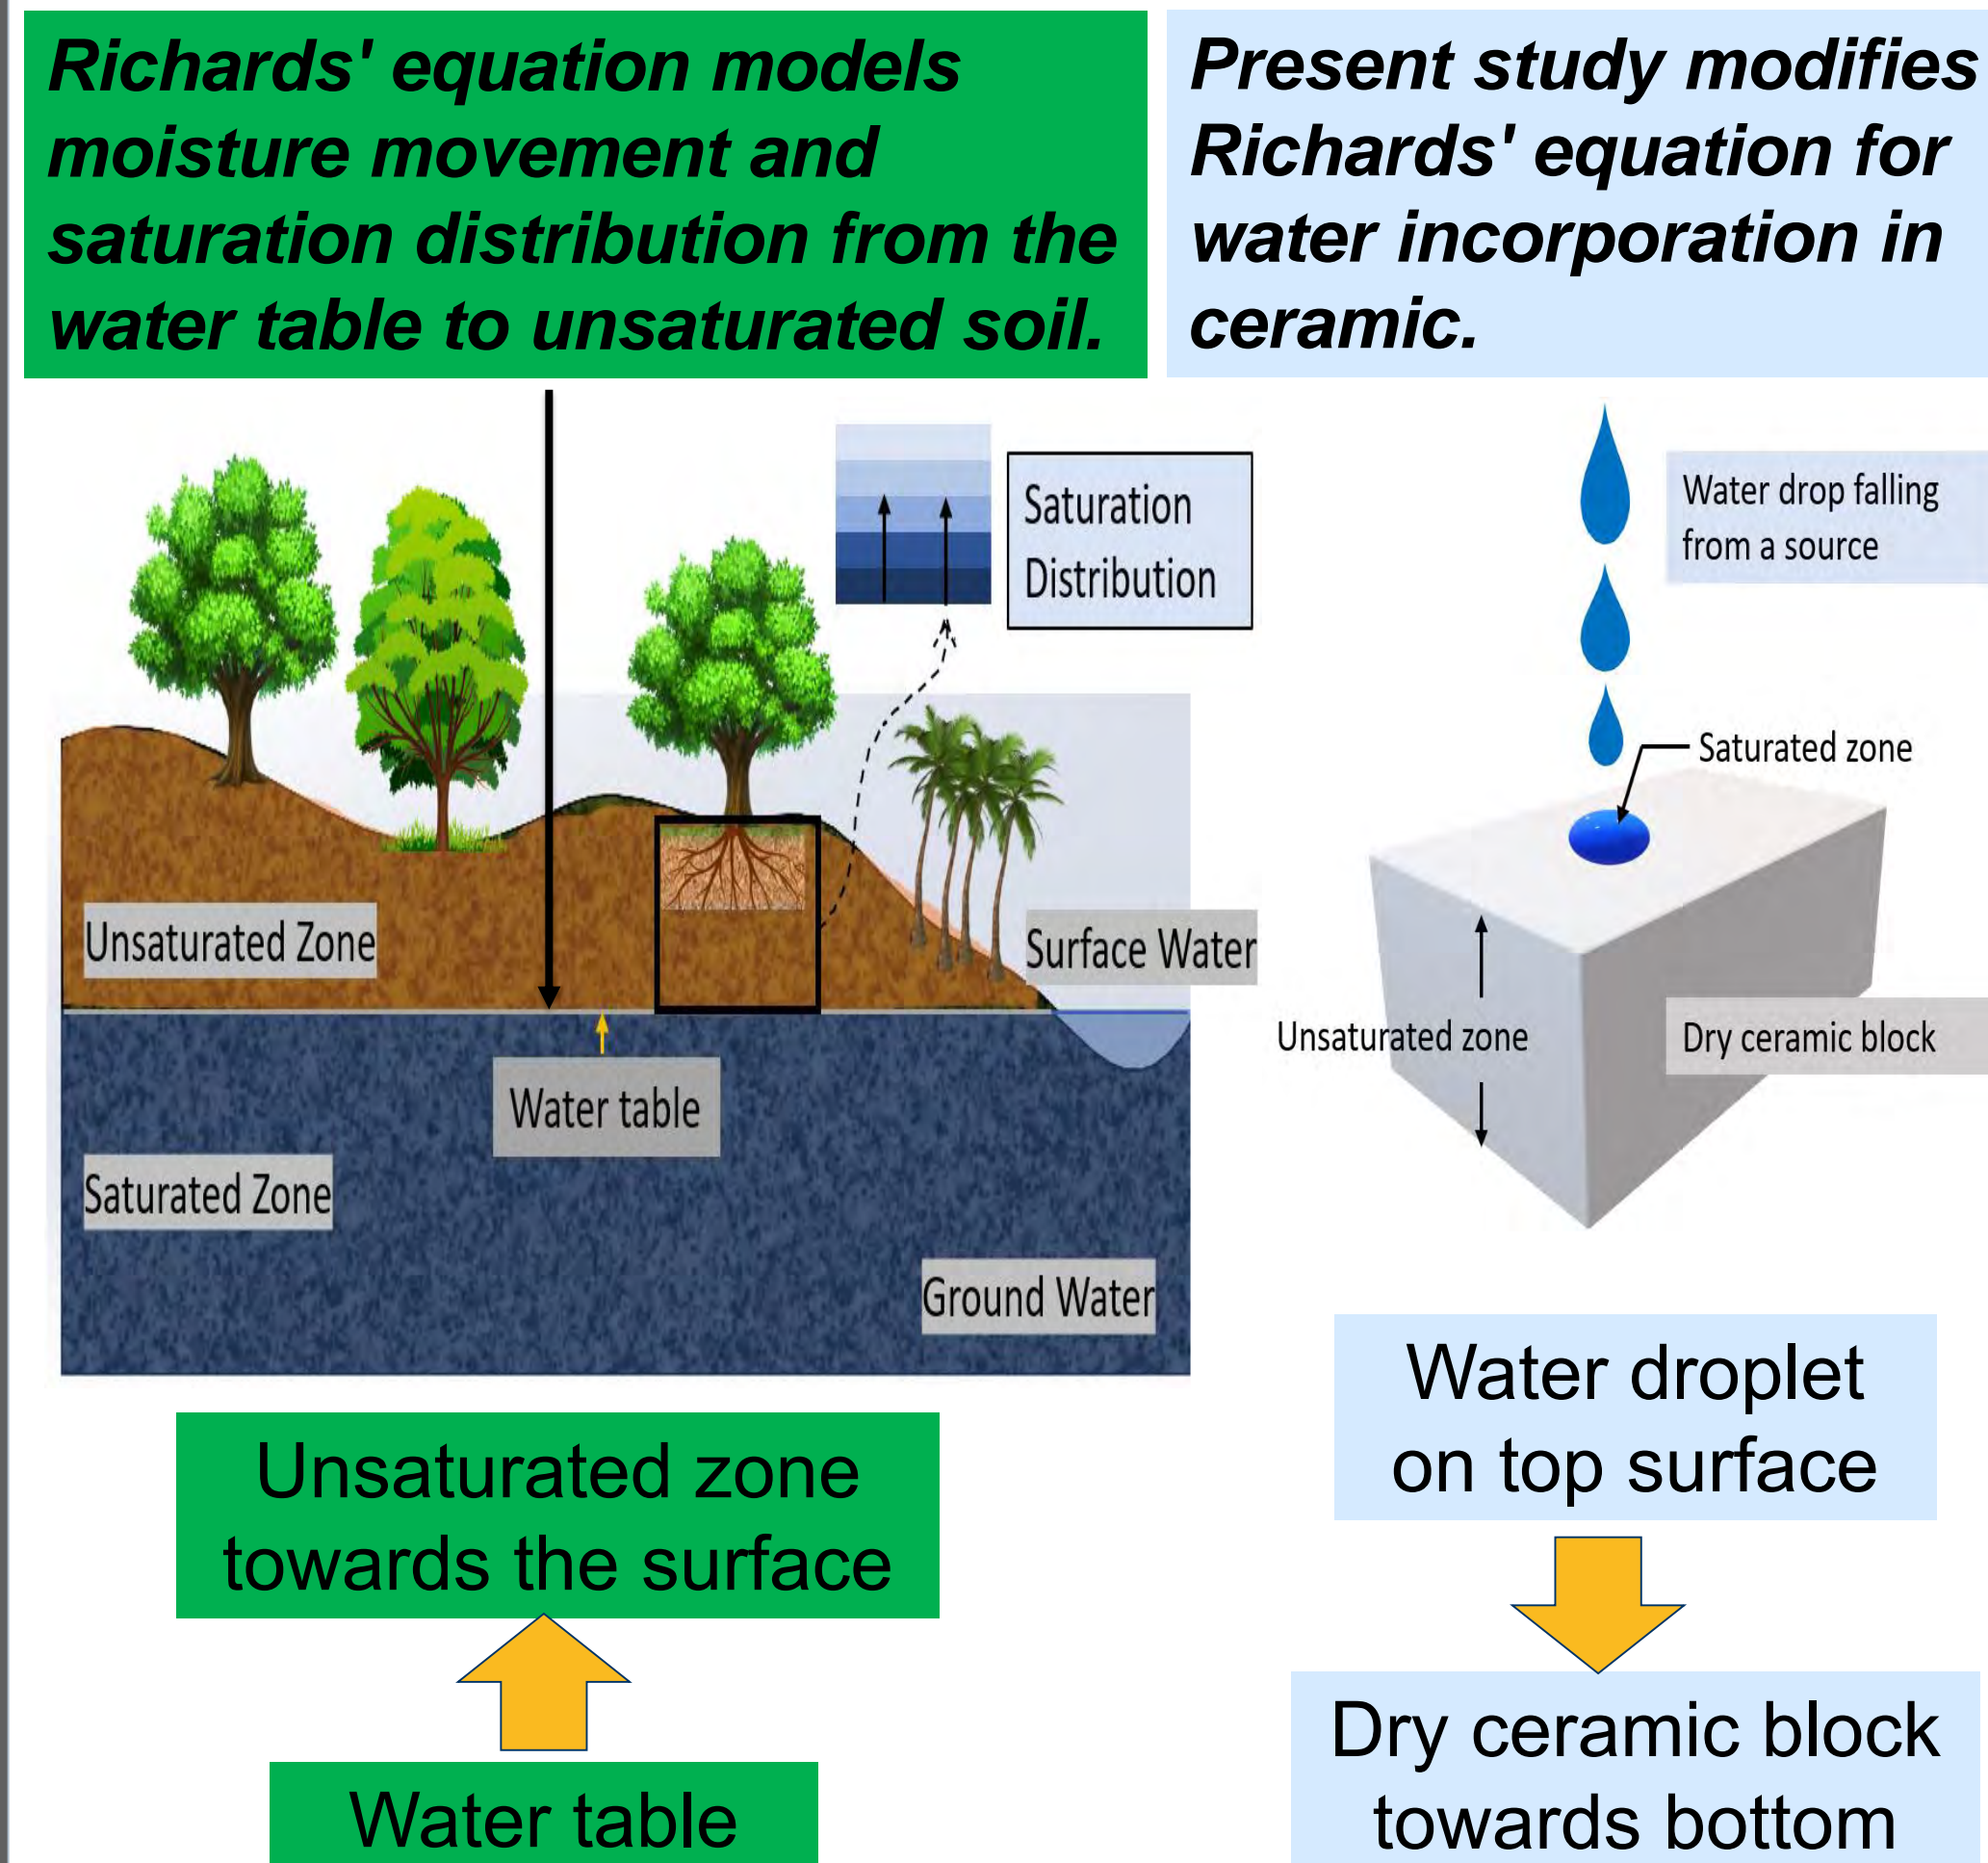 Richards' equation models
moisture movement and
saturation distribution from the
water table to unsaturated soil.
Present study modifies
Richards' equation for
water incorporation in
ceramic.
Saturation
Distribution
Unsaturated Zone
Surface Water
Water table
Saturated Zone
Ground Water
Water drop falling
from a source
Saturated zone
Unsaturated zone
Dry ceramic block
Unsaturated zone
towards the surface
Water table
Water droplet
on top surface
Dry ceramic block
towards bottom